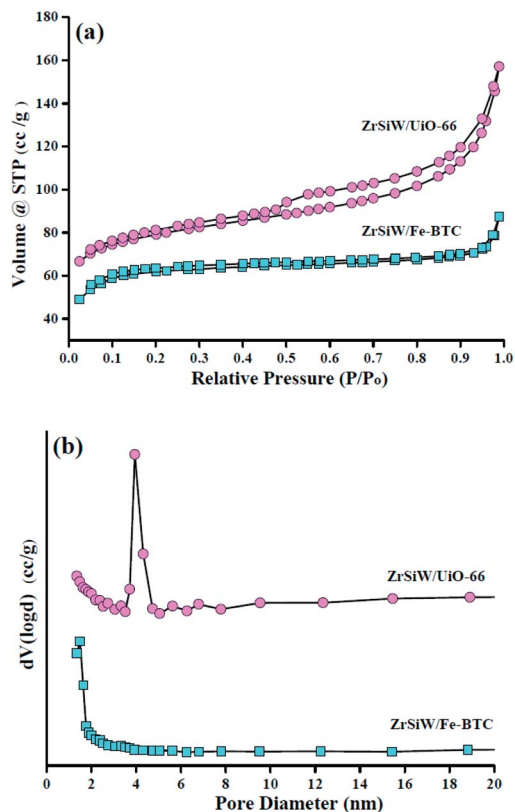 (a)
Volume @ STP (cc /g)
180
160
140
120
100
80
60
40
ZrSiW/UiO-66
ZrSiW/Fe-BTC
0.0 0.1 0.2 0.3 0.4 0.5 0.6 0.7 0.8 0.9 1.0
Relative Pressure (P/Po)
(b)
dV(logd) (cc/g)
ZrSiW/UiO-66
ZrSiW/Fe-BTC
0 2 4 6 8 10 12 14 16 18 20
Pore Diameter (nm)